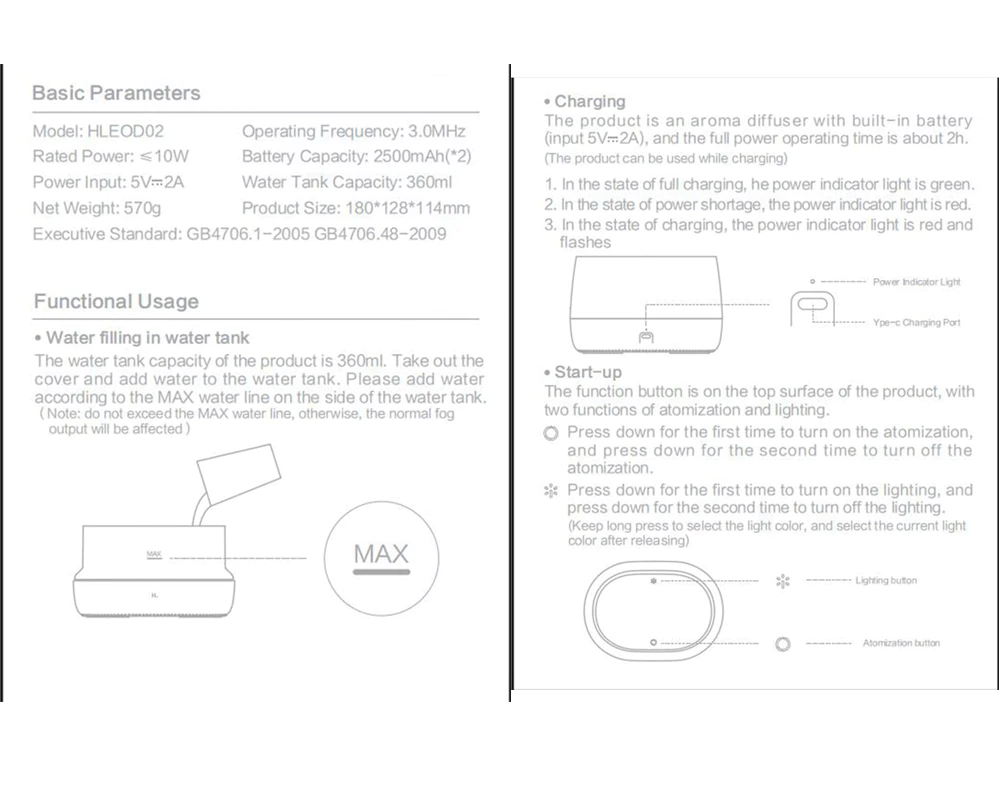 Basic Parameters
Model: HLEOD02
Operating Frequency: 3.0MHz
Rated Power: ≤10W
Battery Capacity: 2500mAh(*2)
Power Input: 5V⎓2A
Water Tank Capacity: 360ml
Net Weight: 570g
Product Size: 180*128*114mm
Executive Standard: GB4706.1-2005 GB4706.48-2009
Functional Usage
• Water filling in water tank
The water tank capacity of the product is 360ml. Take out the
cover and add water to the water tank. Please add water
according to the MAX water line on the side of the water tank.
(Note: do not exceed the MAX water line, otherwise, the normal fog
output will be affected)
MAX
MAX
• Charging
The product is an aroma diffuser with built-in battery
(input 5V⎓2A), and the full power operating time is about 2h.
(The product can be used while charging)
1. In the state of full charging, he power indicator light is green.
2. In the state of power shortage, the power indicator light is red.
3. In the state of charging, the power indicator light is red and
flashes
Power Indicator Light
Ype-c Charging Port
• Start-up
The function button is on the top surface of the product, with
two functions of atomization and lighting.
Press down for the first time to turn on the atomization,
and press down for the second time to turn off the
atomization.
Press down for the first time to turn on the lighting, and
press down for the second time to turn off the lighting.
(Keep long press to select the light color, and select the current light
color after releasing)
Lighting button
Atomization button